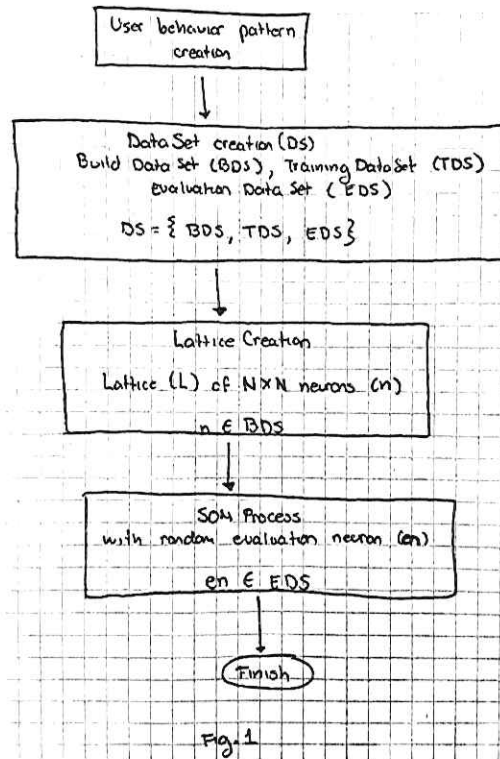 User behavior pattern
creation
DataSet creation (DS)
Build Data Set (BDS), Training DataSet (TDS)
evaluation Data Set (EDS)
DS = { BDS, TDS, EDS}
Lattice Creation
Lattice (L) of N×N neurons (n)
n ∈ BDS
SOM Process
with random evaluation neuron (en)
en ∈ EDS
Finish
Fig. 1